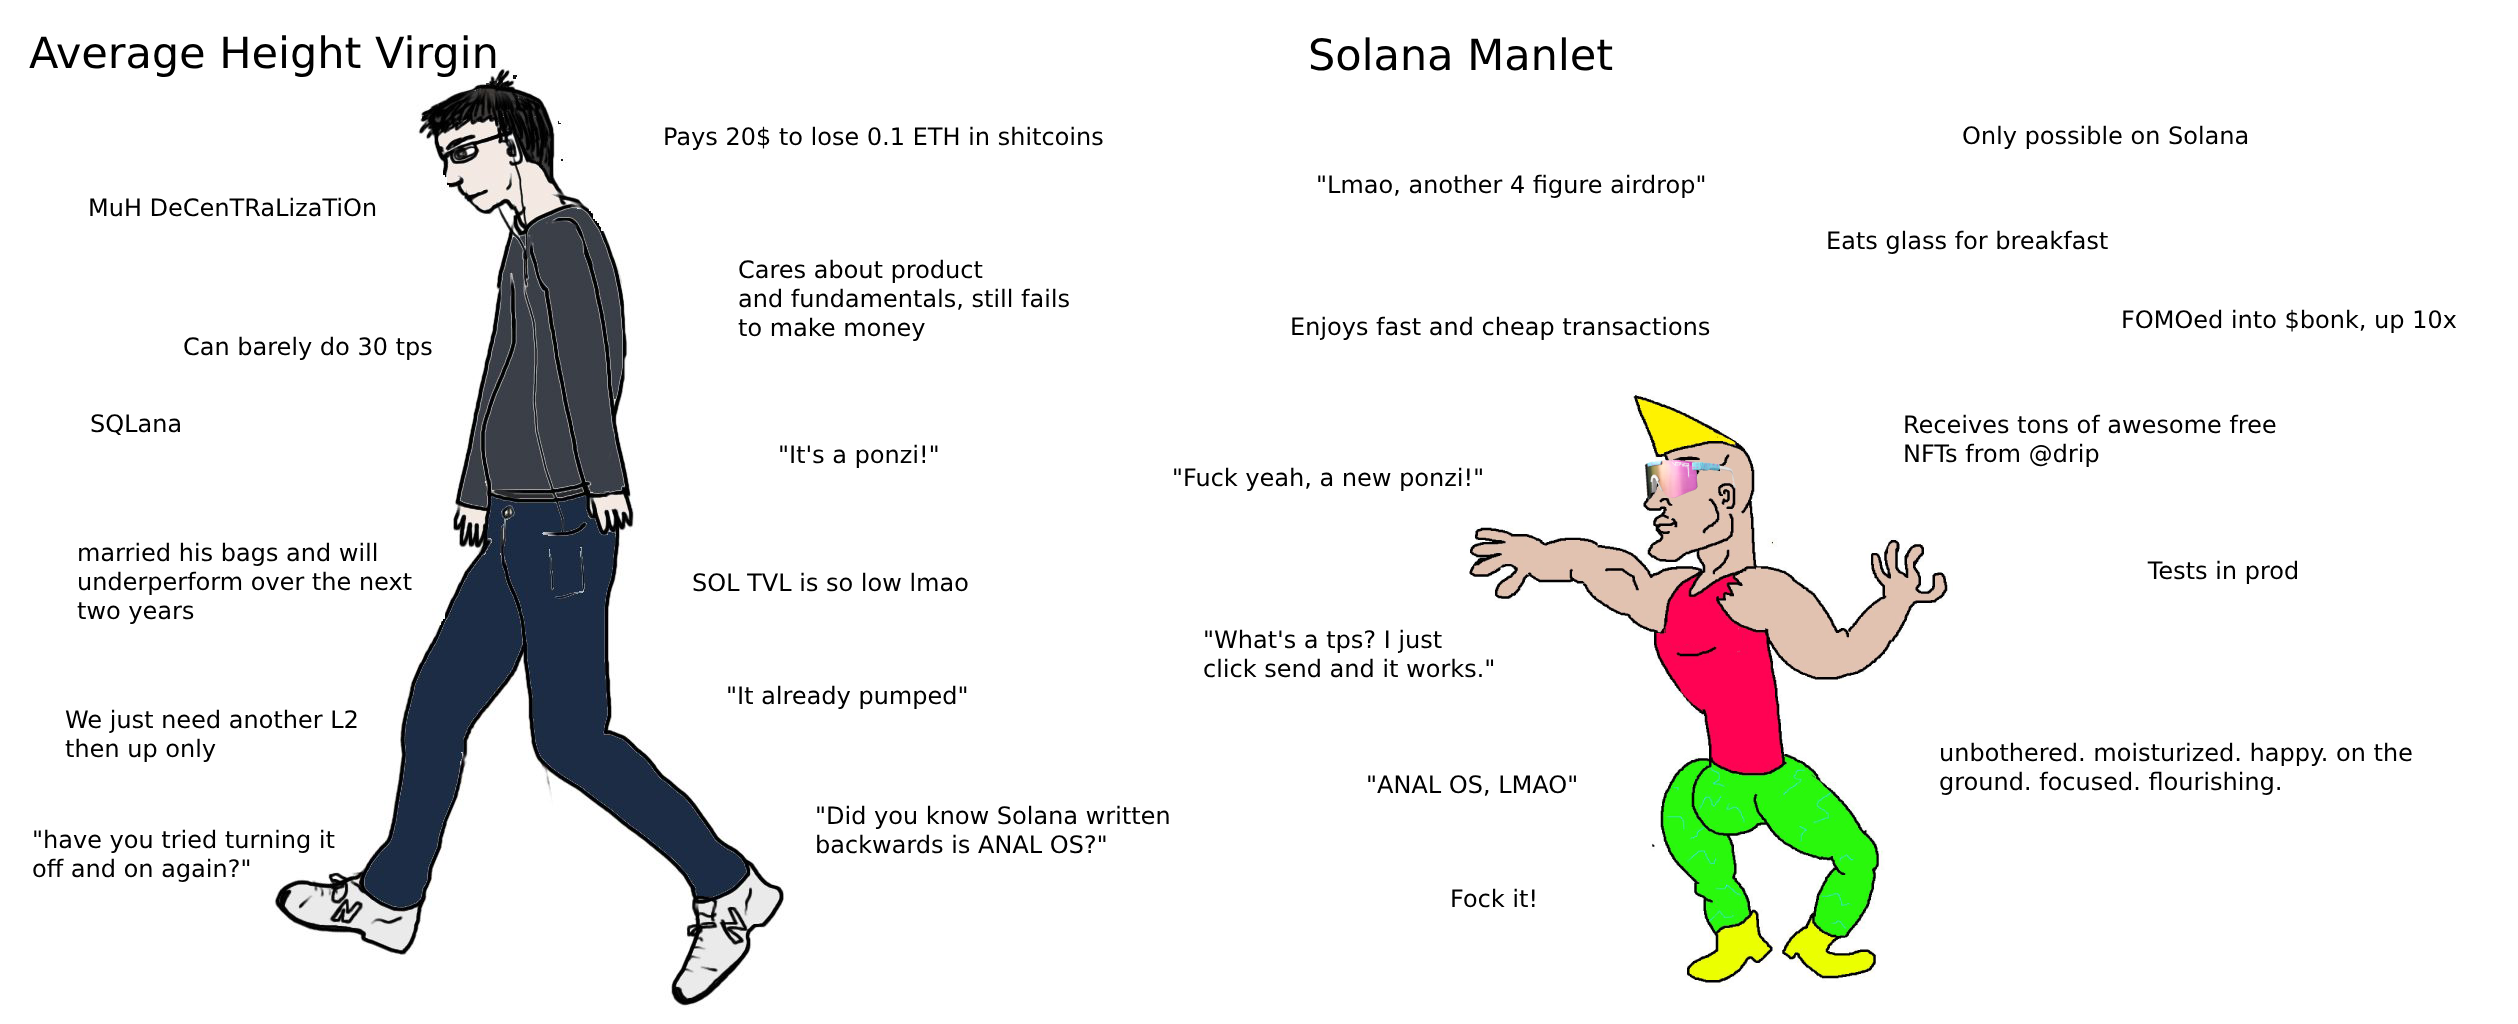 Average Height Virgin
Pays 20$ to lose 0.1 ETH in shitcoins
MuH DeCenTRaLizaTiOn
Cares about product
and fundamentals, still fails
to make money
Can barely do 30 tps
SQLana
"It's a ponzi!"
married his bags and will
underperform over the next
two years
SOL TVL is so low lmao
"It already pumped"
We just need another L2
then up only
"Did you know Solana written
backwards is ANAL OS?"
"have you tried turning it
off and on again?"
N
N
Solana Manlet
Only possible on Solana
"Lmao, another 4 figure airdrop"
Eats glass for breakfast
Enjoys fast and cheap transactions
FOMOed into $bonk, up 10x
Receives tons of awesome free
NFTs from @drip
"Fuck yeah, a new ponzi!"
Tests in prod
"What's a tps? I just
click send and it works."
unbothered. moisturized. happy. on the
ground. focused. flourishing.
"ANAL OS, LMAO"
Fock it!